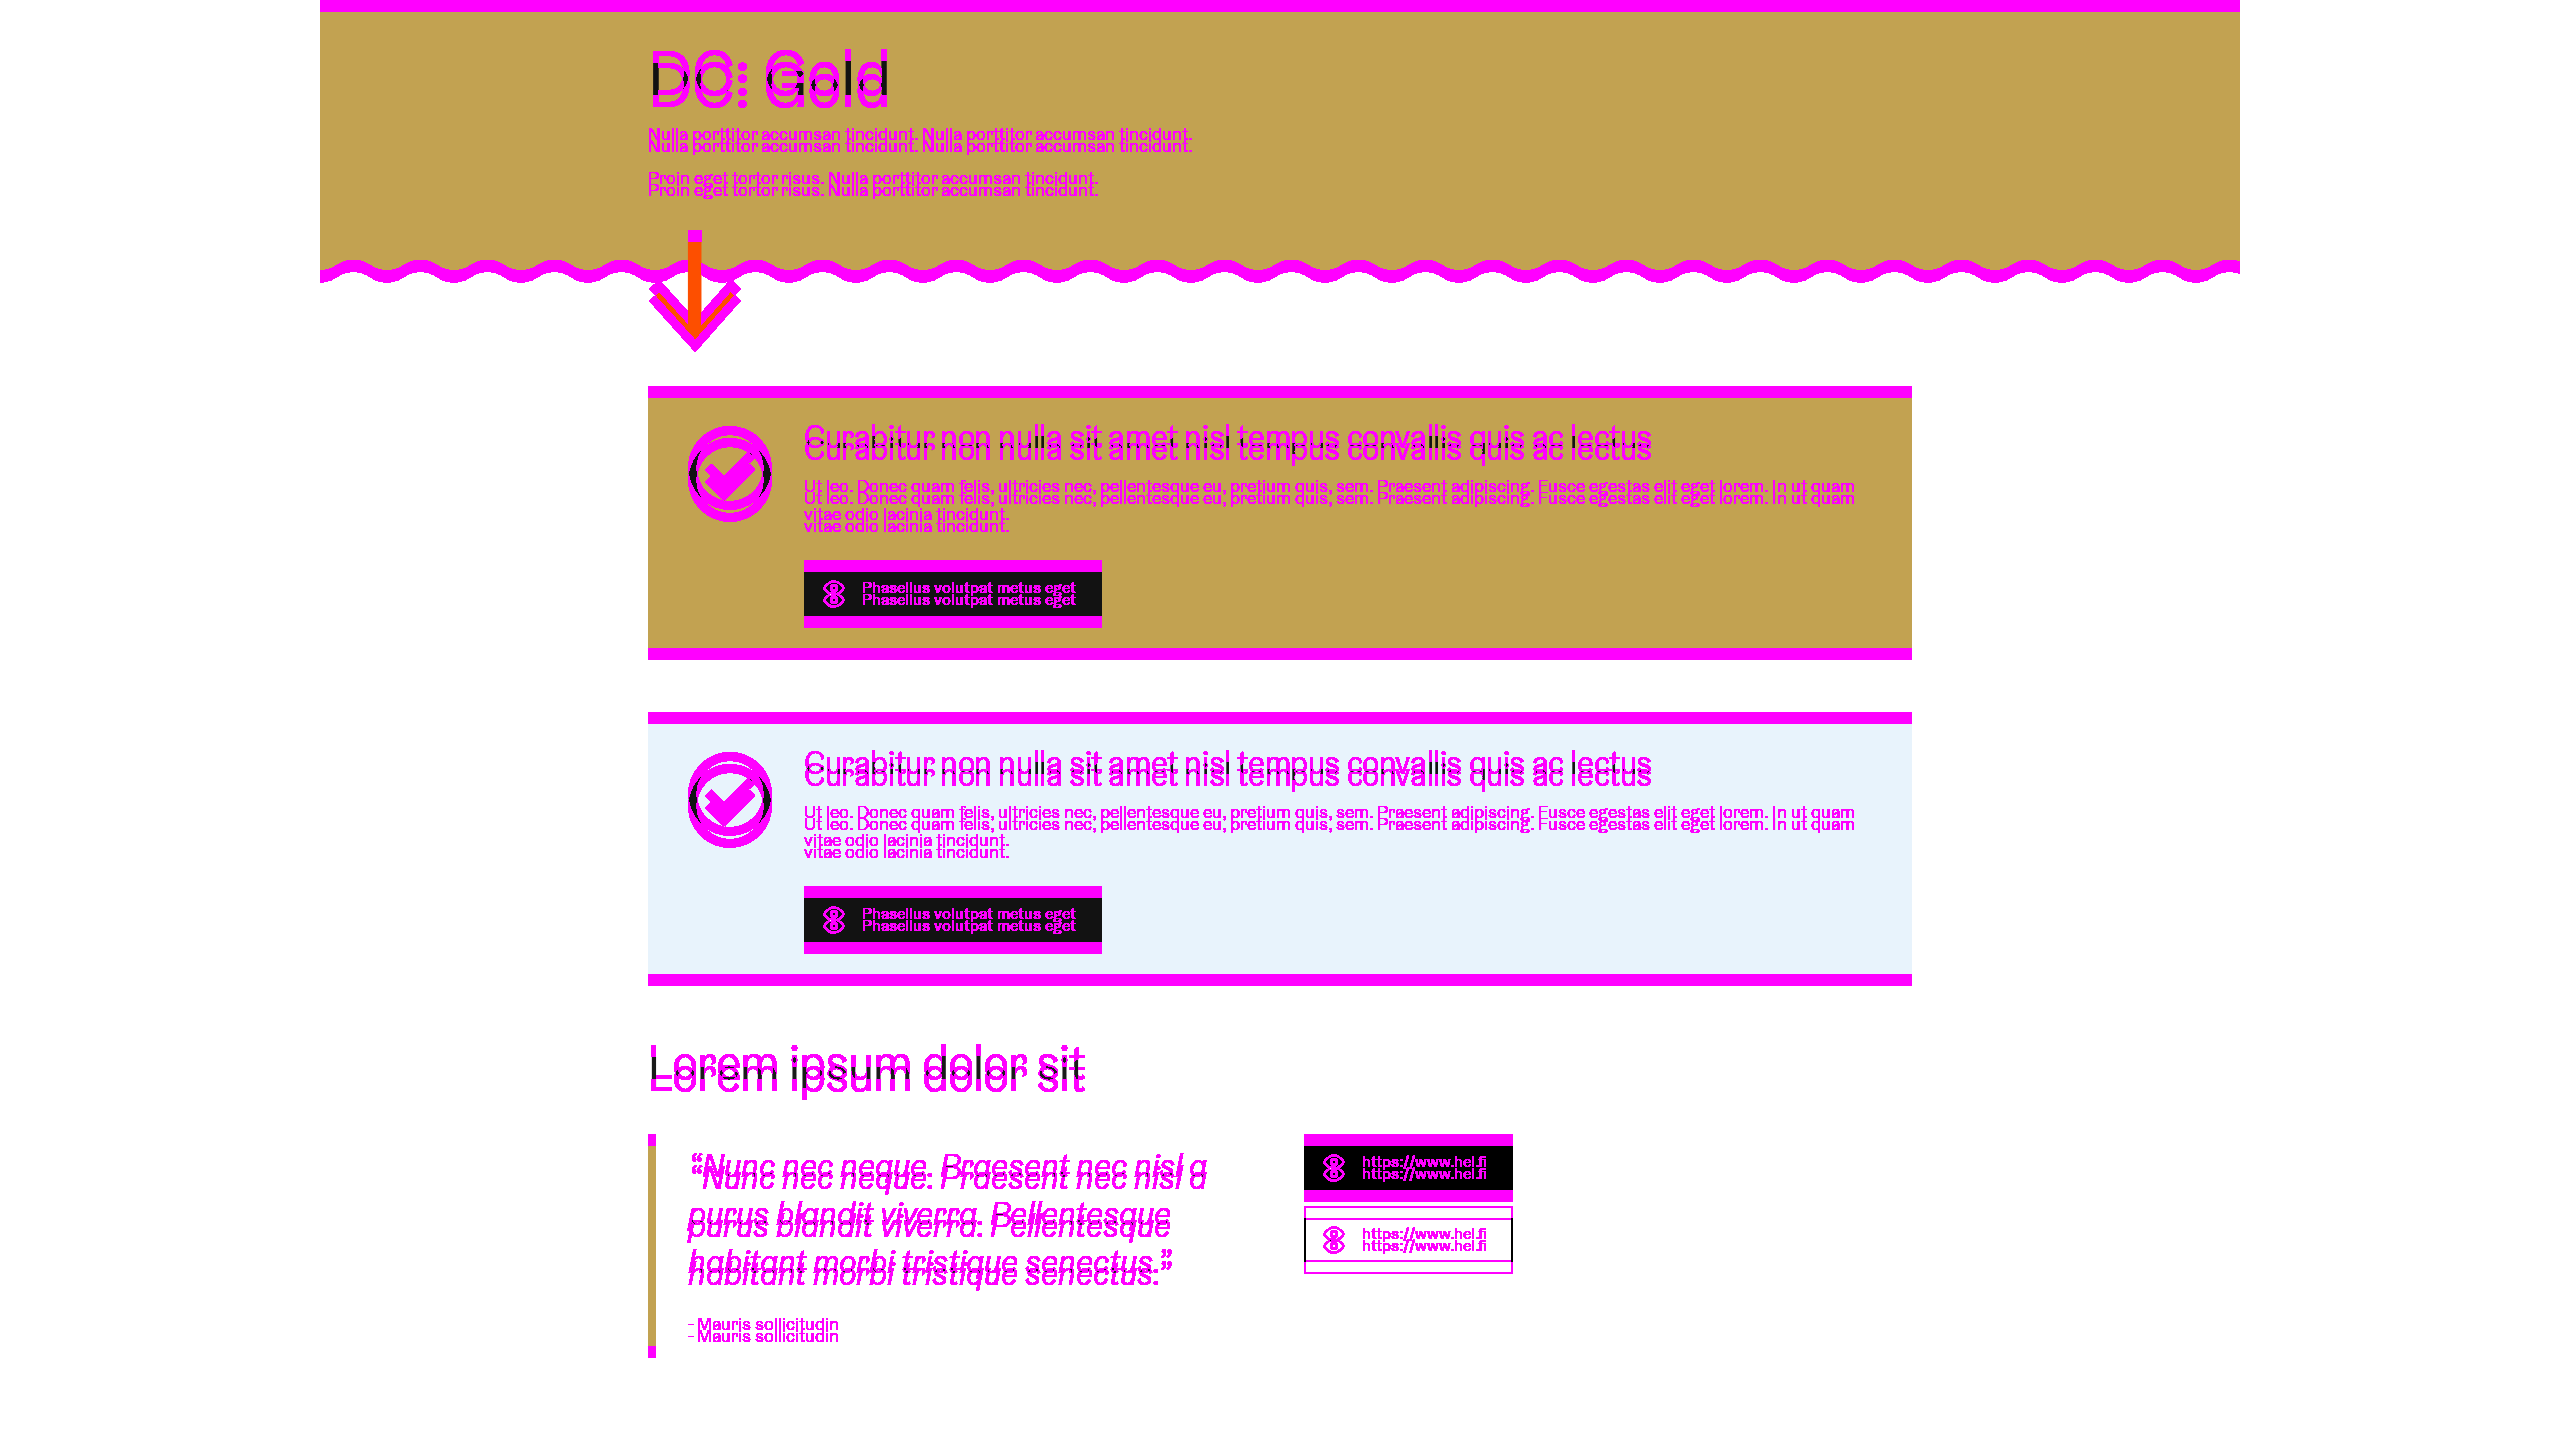 DC: Gold
Nulla porttitor accumsan tincidunt. Nulla porttitor accumsan tincidunt.
Proin eget tortor risus. Nulla porttitor accumsan tincidunt.
Curabitur non nulla sit amet nisl tempus convallis quis ac lectus
Ut leo. Donec quam felis, ultricies nec, pellentesque eu, pretium quis, sem. Praesent adipiscing. Fusce egestas elit eget lorem. In ut quam
vitae odio lacinia tincidunt.
Phasellus volutpat metus eget
Curabitur non nulla sit amet nisl tempus convallis quis ac lectus
Ut leo. Donec quam felis, ultricies nec, pellentesque eu, pretium quis, sem. Praesent adipiscing. Fusce egestas elit eget lorem. In ut quam
vitae odio lacinia tincidunt.
Phasellus volutpat metus eget
Lorem ipsum dolor sit
“Nunc nec neque. Praesent nec nisl a
purus blandit viverra. Pellentesque
habitant morbi tristique senectus.”
- Mauris sollicitudin
https://www.hel.fi
https://www.hel.fi